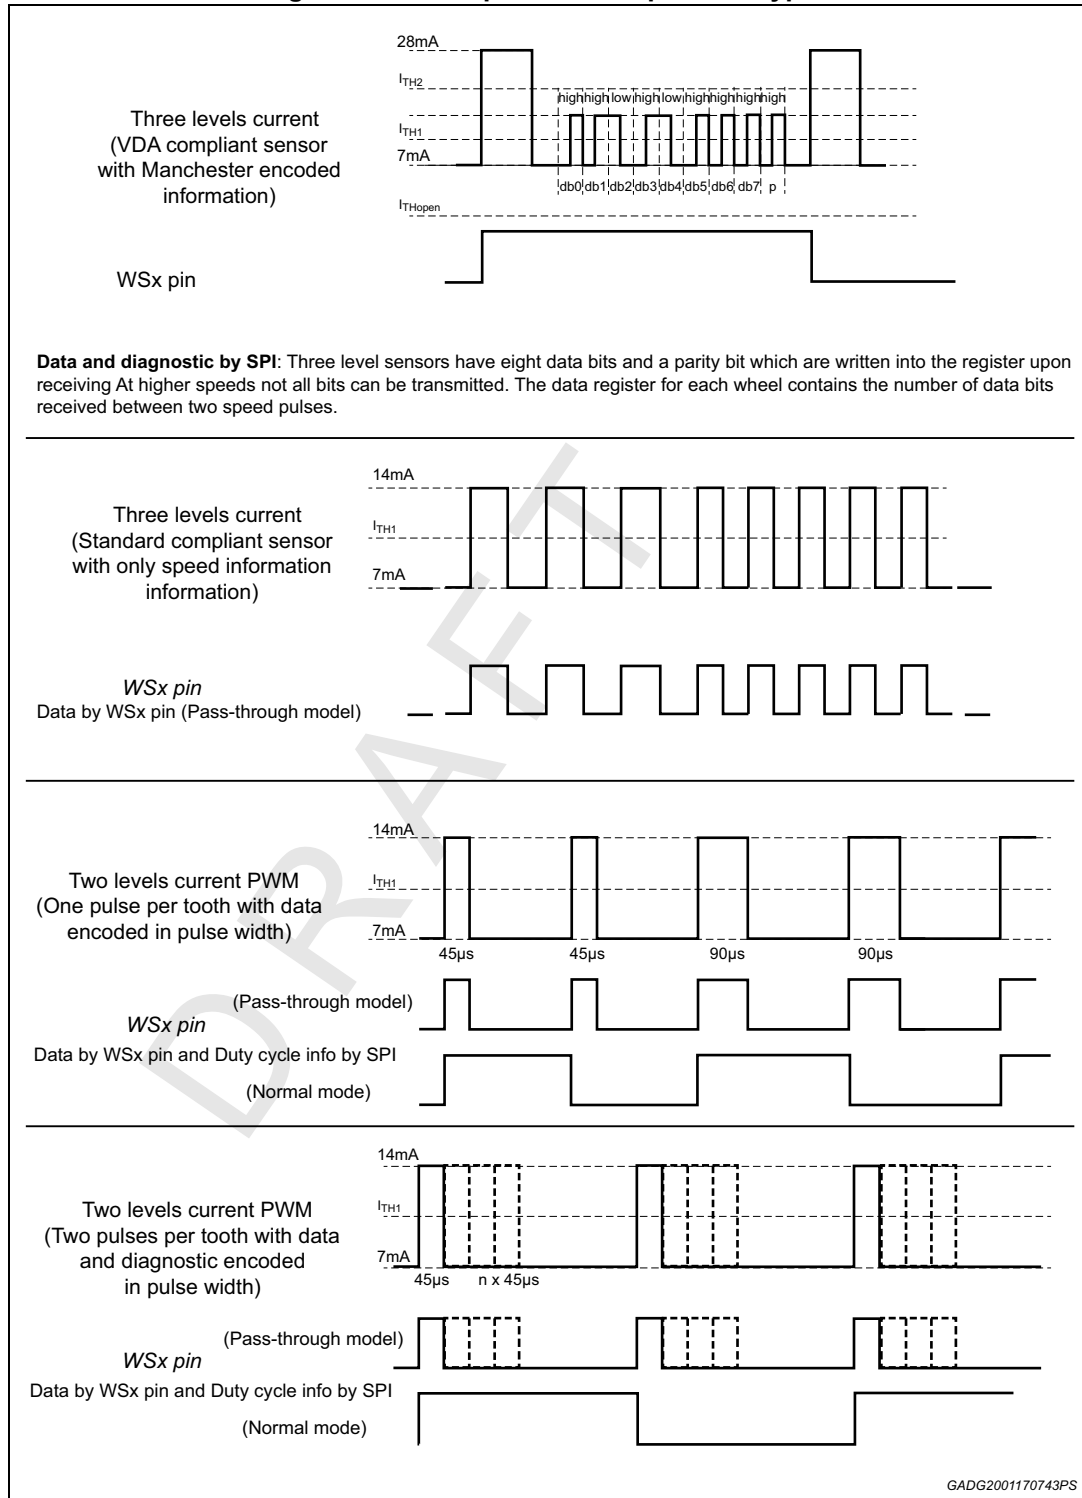 28mA
I_TH2
high high low high low high high high high
Three levels current
(VDA compliant sensor
with Manchester encoded
information)
I_TH1
7mA
db0 db1 db2 db3 db4 db5 db6 db7 p
I_THopen
WSx pin
Data and diagnostic by SPI: Three level sensors have eight data bits and a parity bit which are written into the register upon
receiving At higher speeds not all bits can be transmitted. The data register for each wheel contains the number of data bits
received between two speed pulses.
14mA
Three levels current
(Standard compliant sensor
with only speed information
information)
I_TH1
7mA
WSx pin
Data by WSx pin (Pass-through model)
14mA
Two levels current PWM
(One pulse per tooth with data
encoded in pulse width)
I_TH1
7mA
45µs 45µs 90µs 90µs
(Pass-through model)
WSx pin
Data by WSx pin and Duty cycle info by SPI
(Normal mode)
14mA
Two levels current PWM
(Two pulses per tooth with data
and diagnostic encoded
in pulse width)
I_TH1
7mA
45µs n x 45µs
(Pass-through model)
WSx pin
Data by WSx pin and Duty cycle info by SPI
(Normal mode)
GADG2001170743PS
DRAFT